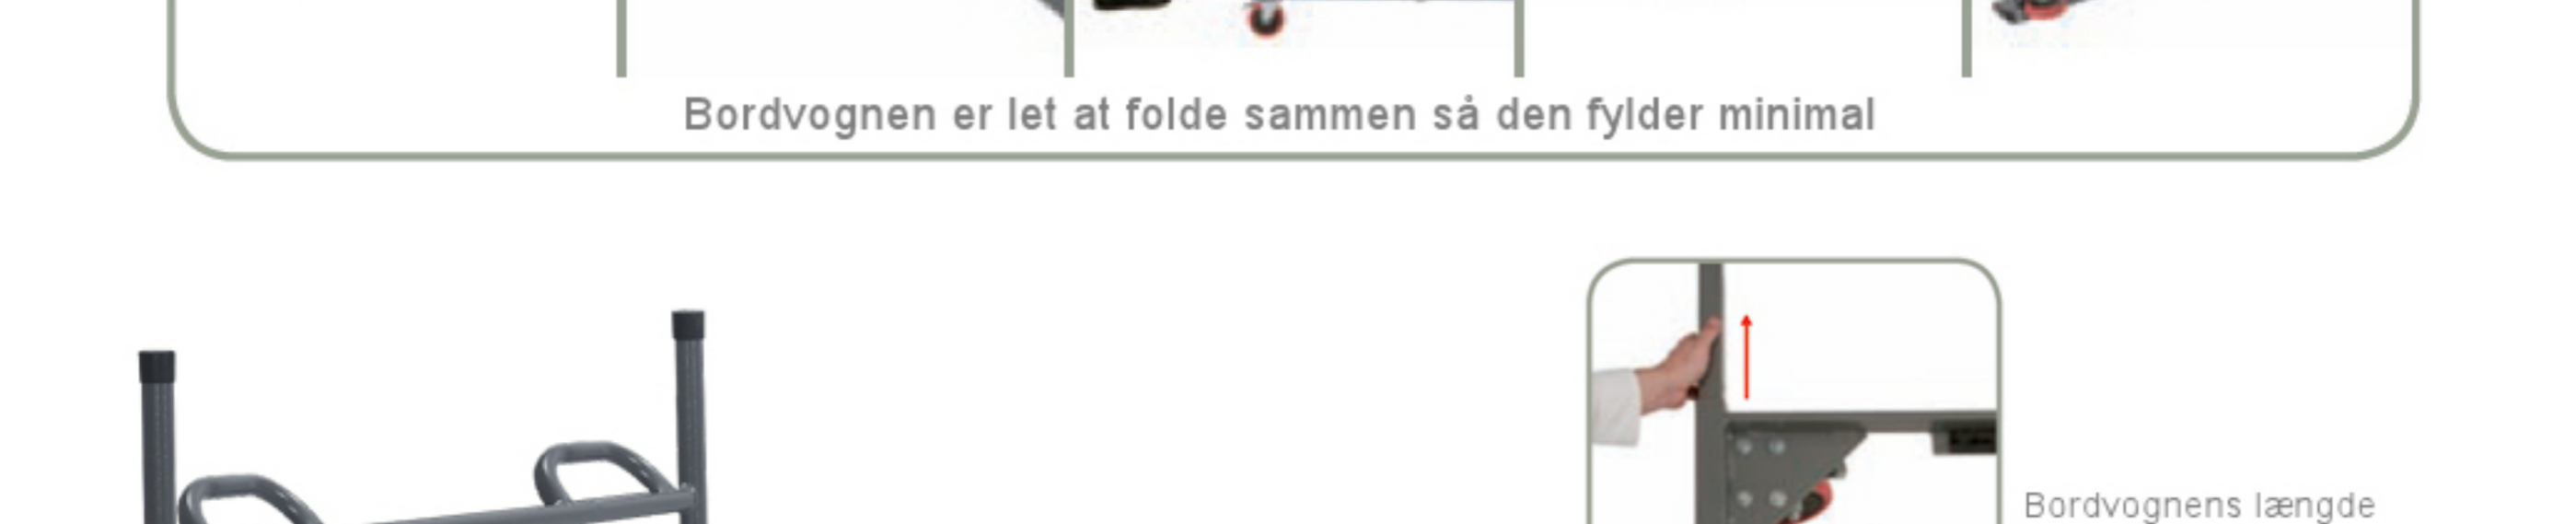 Bordvognen er let at folde sammen så den fylder minimal
Bordvognens længde